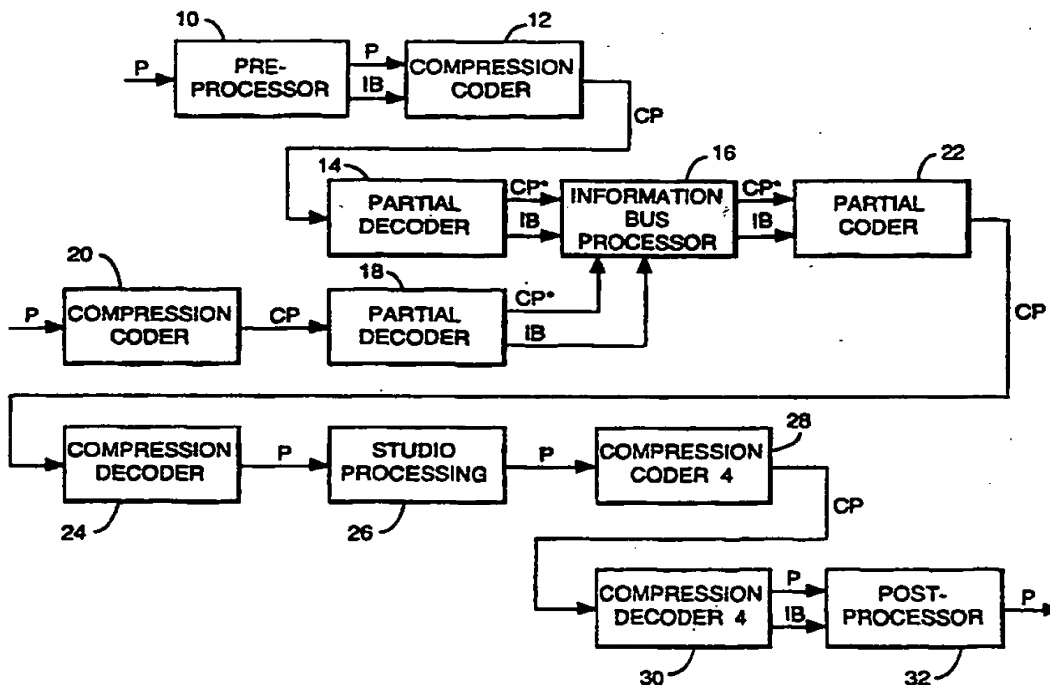 10
12
P
PRE-
PROCESSOR
P
IB
COMPRESSION
CODER
CP
14
16
22
PARTIAL
DECODER
CP*
IB
INFORMATION
BUS
PROCESSOR
CP*
IB
PARTIAL
CODER
20
18
P
COMPRESSION
CODER
CP
PARTIAL
DECODER
CP*
IB
CP
COMPRESSION
DECODER
P
STUDIO
PROCESSING
P
COMPRESSION
CODER 4
28
24
26
CP
COMPRESSION
DECODER 4
P
IB
POST-
PROCESSOR
P
30
32